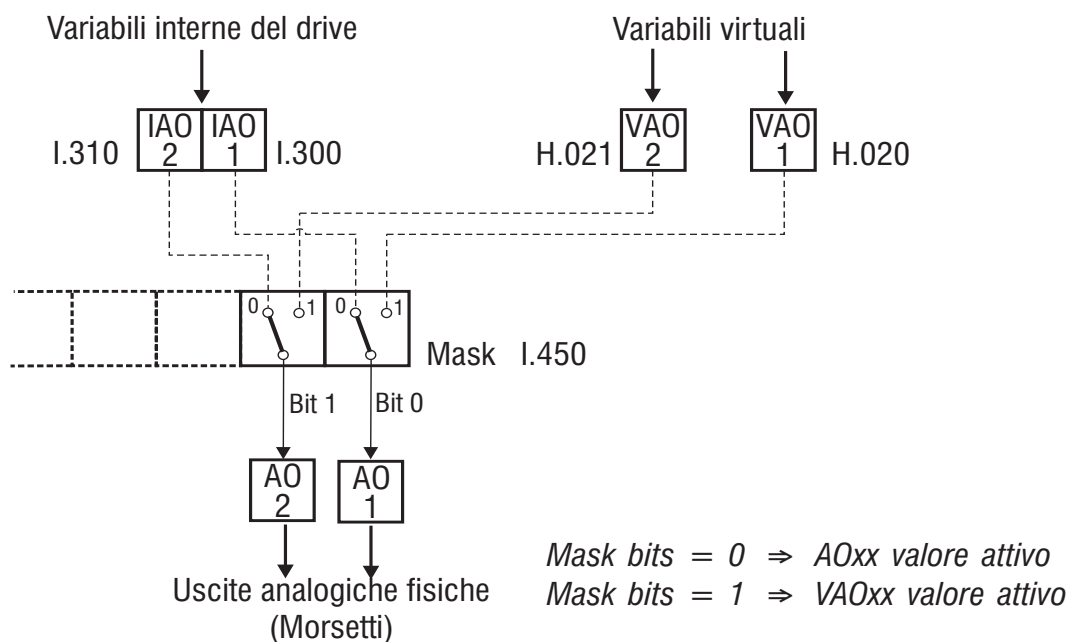 Variabili interne del drive
Variabili virtuali
I.310
IAO
2
IAO
1
I.300
H.021
VAO
2
VAO
1
H.020
0
1
0
1
Mask I.450
Bit 1
Bit 0
AO
2
AO
1
Uscite analogiche fisiche
(Morsetti)
Mask bits = 0 ⇒ AOxx valore attivo
Mask bits = 1 ⇒ VAOxx valore attivo